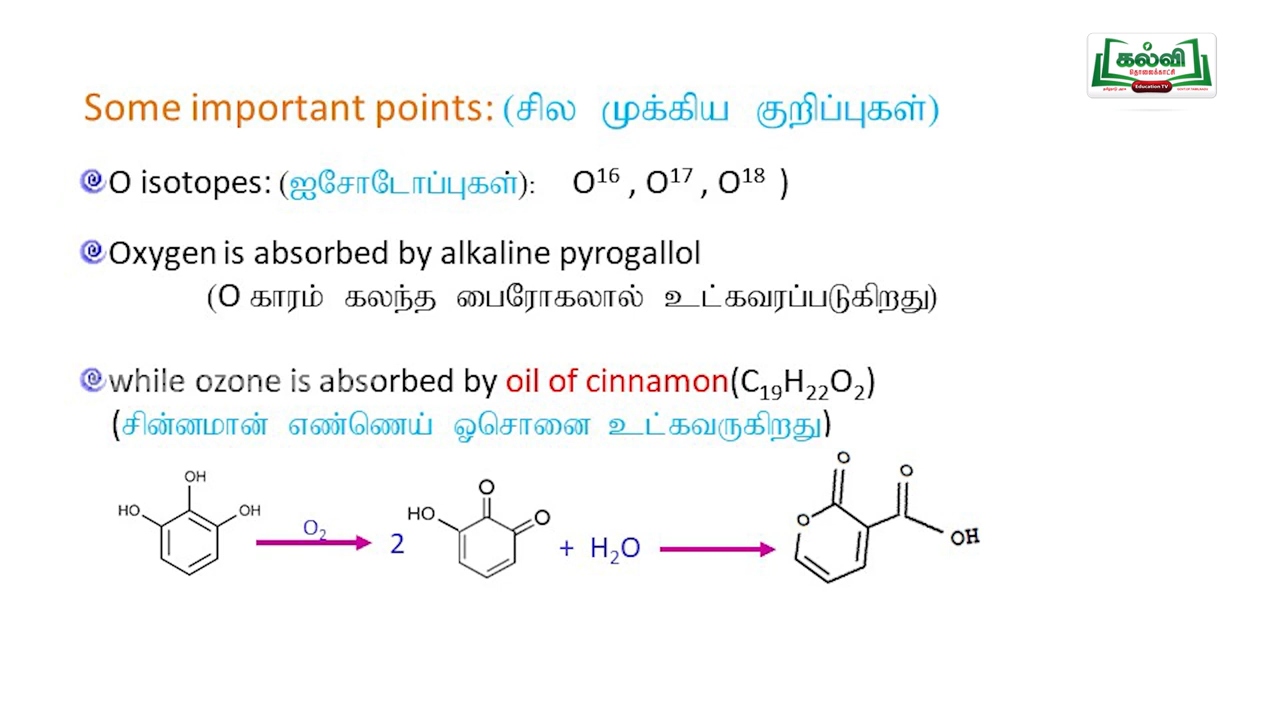 கல்வி
தொலைக்காட்சி
Education TV
Some important points: (சில முக்கிய குறிப்புகள்)
O isotopes: (ஐசோடோப்புகள்): O¹⁶ , O¹⁷ , O¹⁸ )
Oxygen is absorbed by alkaline pyrogallol
(O காரம் கலந்த பைரோகலால் உட்கவரப்படுகிறது)
while ozone is absorbed by oil of cinnamon(C₁₉H₂₂O₂)
(சின்னமான் எண்ணெய் ஓசொனை உட்கவருகிறது)
OH
HO OH
O₂
2
O
HO O
+ H₂O
O O
O
OH